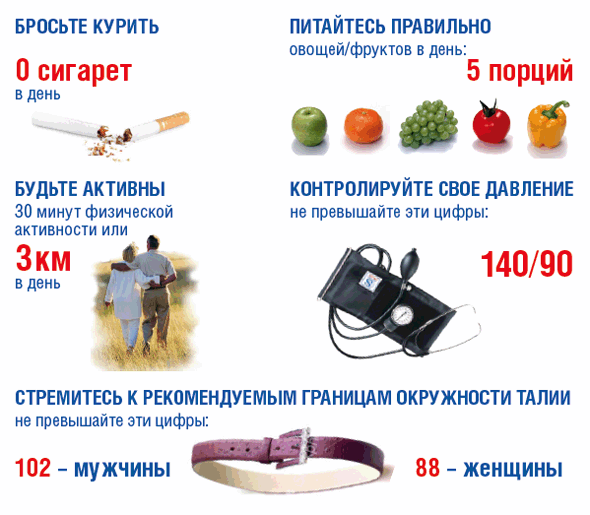 БРОСЬТЕ КУРИТЬ
0 сигарет
в день
ПИТАЙТЕСЬ ПРАВИЛЬНО
овощей/фруктов в день:
5 порций
БУДЬТЕ АКТИВНЫ
30 минут физической
активности или
3км
в день
КОНТРОЛИРУЙТЕ СВОЕ ДАВЛЕНИЕ
не превышайте эти цифры:
140/90
СТРЕМИТЕСЬ К РЕКОМЕНДУЕМЫМ ГРАНИЦАМ ОКРУЖНОСТИ ТАЛИИ
не превышайте эти цифры:
102 – мужчины
88 – женщины